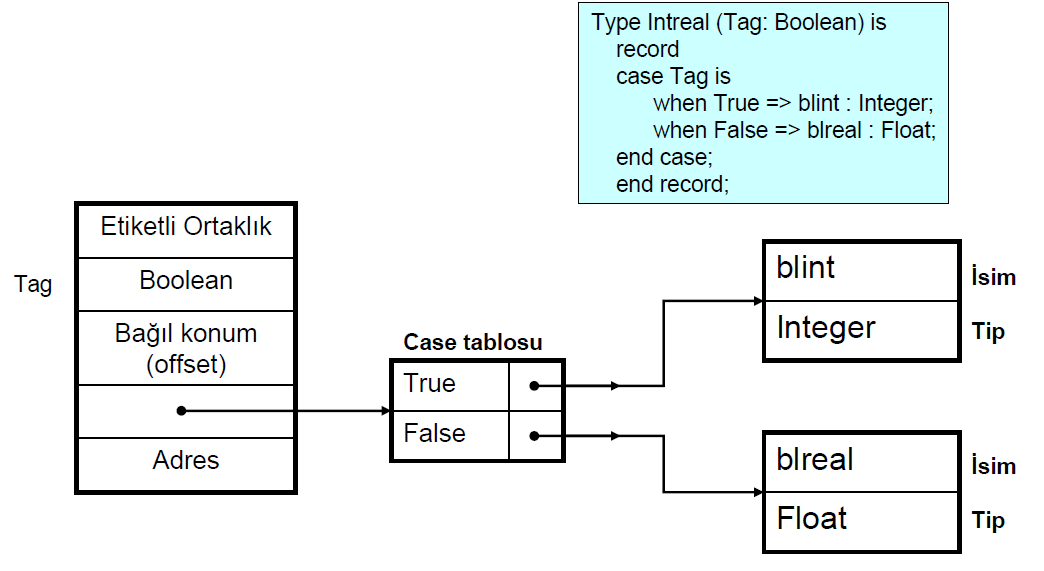 Type Intreal (Tag: Boolean) is
record
case Tag is
when True => blint : Integer;
when False => blreal : Float;
end case;
end record;
Etiketli Ortaklık
Tag
Boolean
Bağıl konum
(offset)
Adres
Case tablosu
True
False
blint
İsim
Integer
Tip
blreal
İsim
Float
Tip